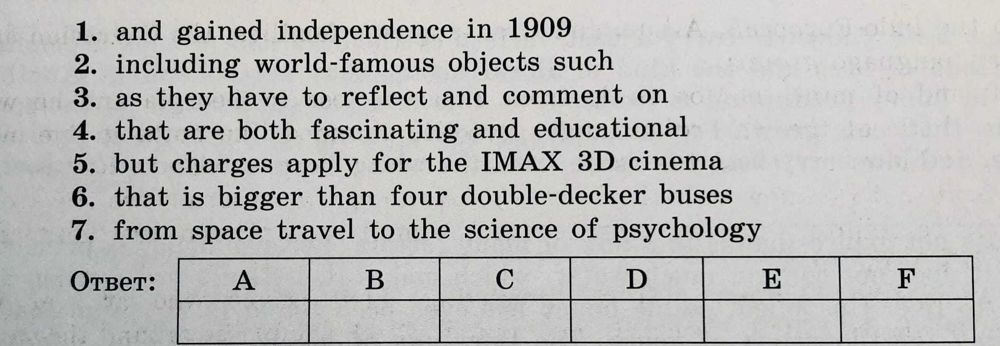 1. and gained independence in 1909
2. including world-famous objects such
3. as they have to reflect and comment on
4. that are both fascinating and educational
5. but charges apply for the IMAX 3D cinema
6. that is bigger than four double-decker buses
7. from space travel to the science of psychology
Ответ: A B C D E F